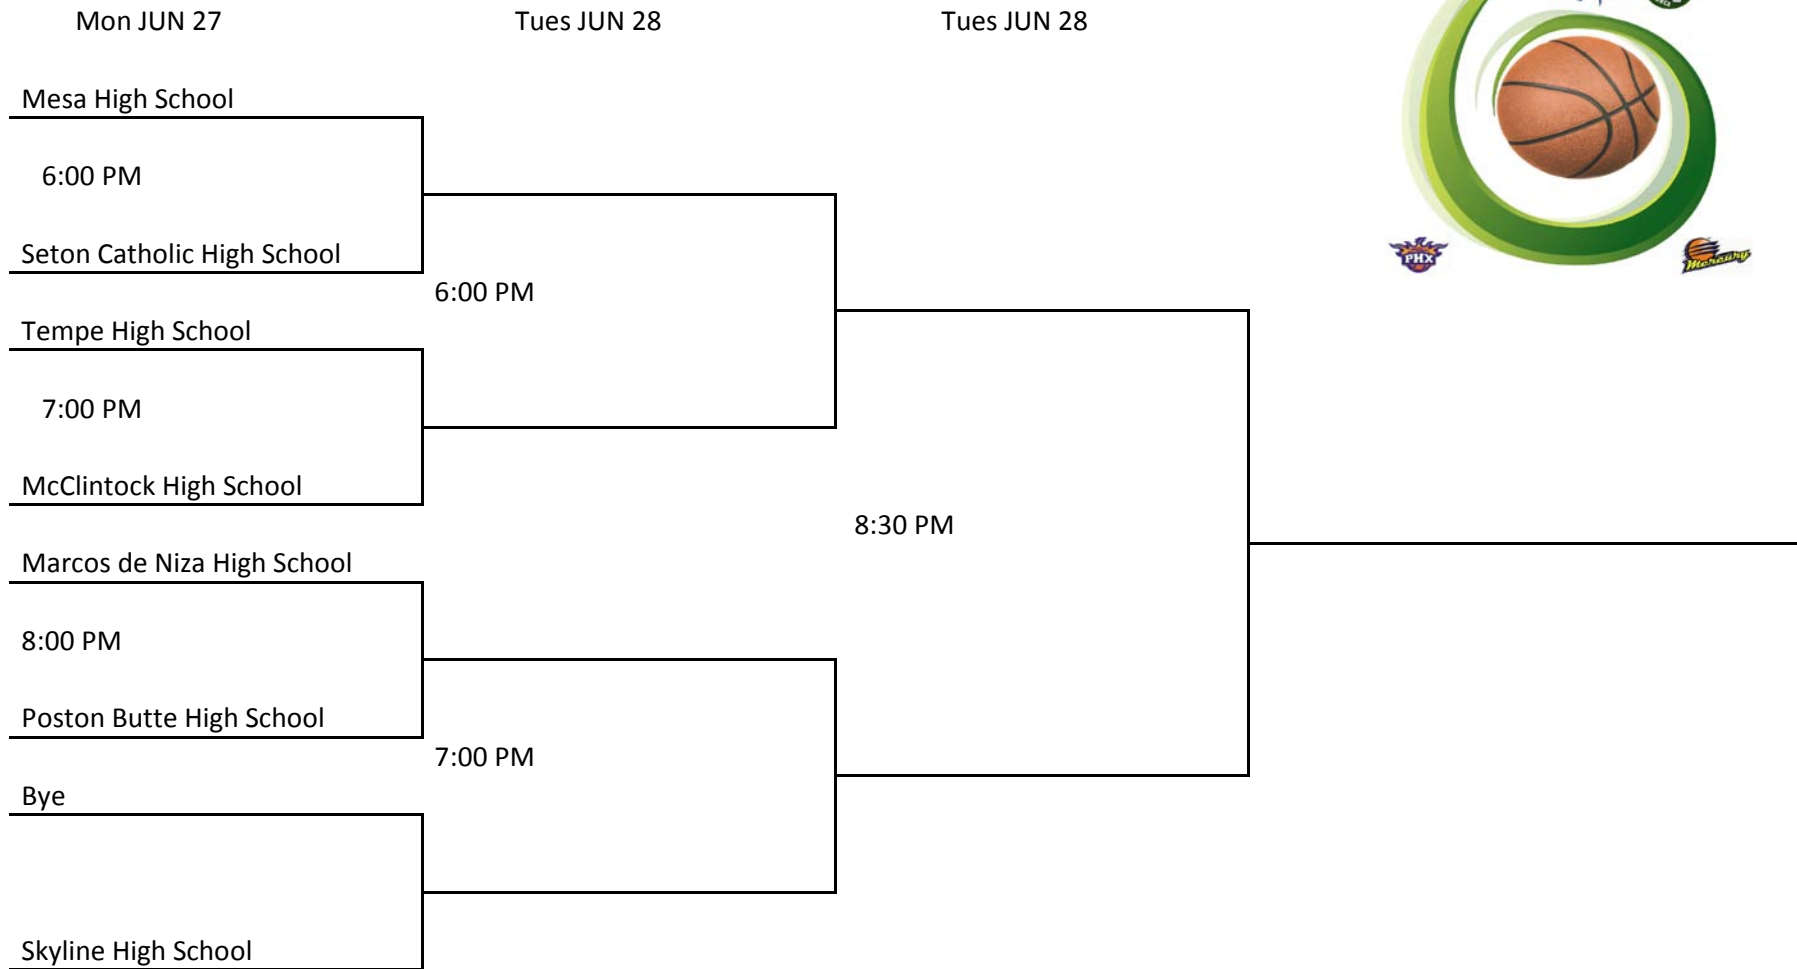 Mon JUN 27
Tues JUN 28
Tues JUN 28
Mesa High School
6:00 PM
Seton Catholic High School
6:00 PM
Tempe High School
7:00 PM
McClintock High School
8:30 PM
Marcos de Niza High School
8:00 PM
Poston Butte High School
7:00 PM
Bye
Skyline High School
PHX
Mercury